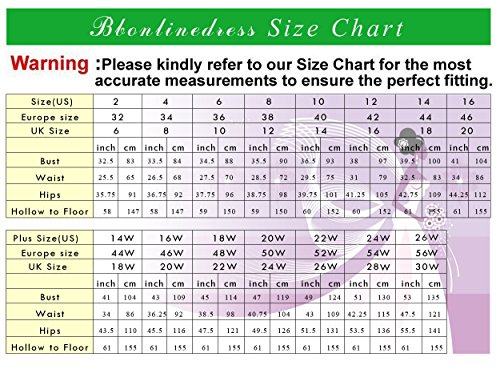 Bbonlinedress Size Chart
Warning :Please kindly refer to our Size Chart for the most
accurate measurements to ensure the perfect fitting.
Size(US) 2 4 6 8 10 12 14 16
Europe size 32 34 36 38 40 42 44 46
UK Size 6 8 10 12 14 16 18 20
inch cm inch cm inch cm inch cm inch cm inch cm inch cm inch cm
Bust 32.5 83 33.5 84 34.5 88 35.5 90 36.5 93 38 97 39.5 100 41 104
Waist 25.5 65 26.5 68 27.5 70 28.5 72 29.5 75 31 79 32.5 83 34 86
Hips 35.75 91 36.75 92 37.75 96 38.75 98 39.75 101 41.25 105 42.75 109 44.25 112
Hollow to Floor 58 147 58 147 59 150 59 150 60 152 60 152 61 155 61 155
Plus Size(US) 14W 16W 18W 20W 22W 24W 26W
Europe size 44W 46W 48W 50W 52W 54W 56W
UK Size 18W 20W 22W 24W 26W 28W 30W
inch cm inch cm inch cm inch cm inch cm inch cm inch cm
Bust 41 104 43 109 45 114 47 119 49 124 51 130 53 135
Waist 34 86 36.25 92 38.5 98 40.75 104 43 109 45.5 116 48 122
Hips 43.5 110 45.5 116 47.5 121 49.5 126 51.5 131 53.5 136 55.5 141
Hollow to Floor 61 155 61 155 61 155 61 155 61 155 61 155 61 155